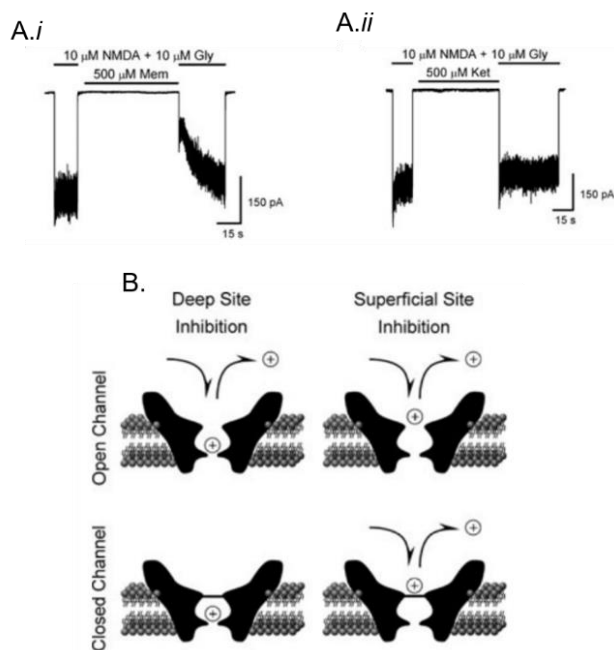 A.i
10 µM NMDA + 10 µM Gly
500 µM Mem
150 pA
15 s
A.ii
10 µM NMDA + 10 µM Gly
500 µM Ket
150 pA
15 s
B.
Deep Site
Inhibition
Superficial Site
Inhibition
Open Channel
+
+
+
+
Closed Channel
+
+
+